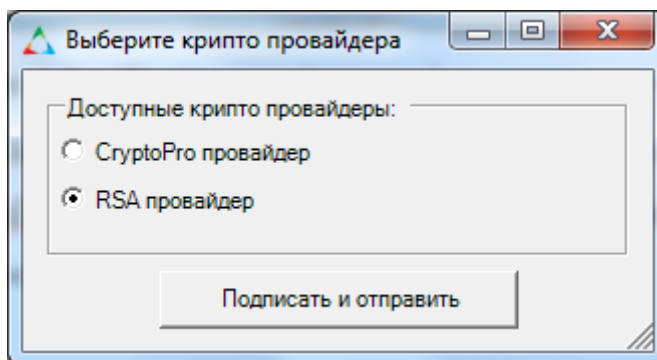 Выберите крипто провайдера
Доступные крипто провайдеры:
CryptoPro провайдер
RSA провайдер
Подписать и отправить